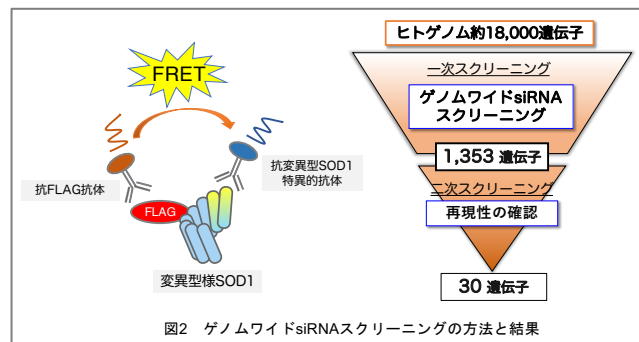 FRET
抗FLAG抗体
抗変異型SOD1
特異的抗体
FLAG
変異型様SOD1
ヒトゲノム約18,000遺伝子
一次スクリーニング
ゲノムワイドsiRNA
スクリーニング
1,353 遺伝子
二次スクリーニング
再現性の確認
30 遺伝子
図2 ゲノムワイドsiRNAスクリーニングの方法と結果